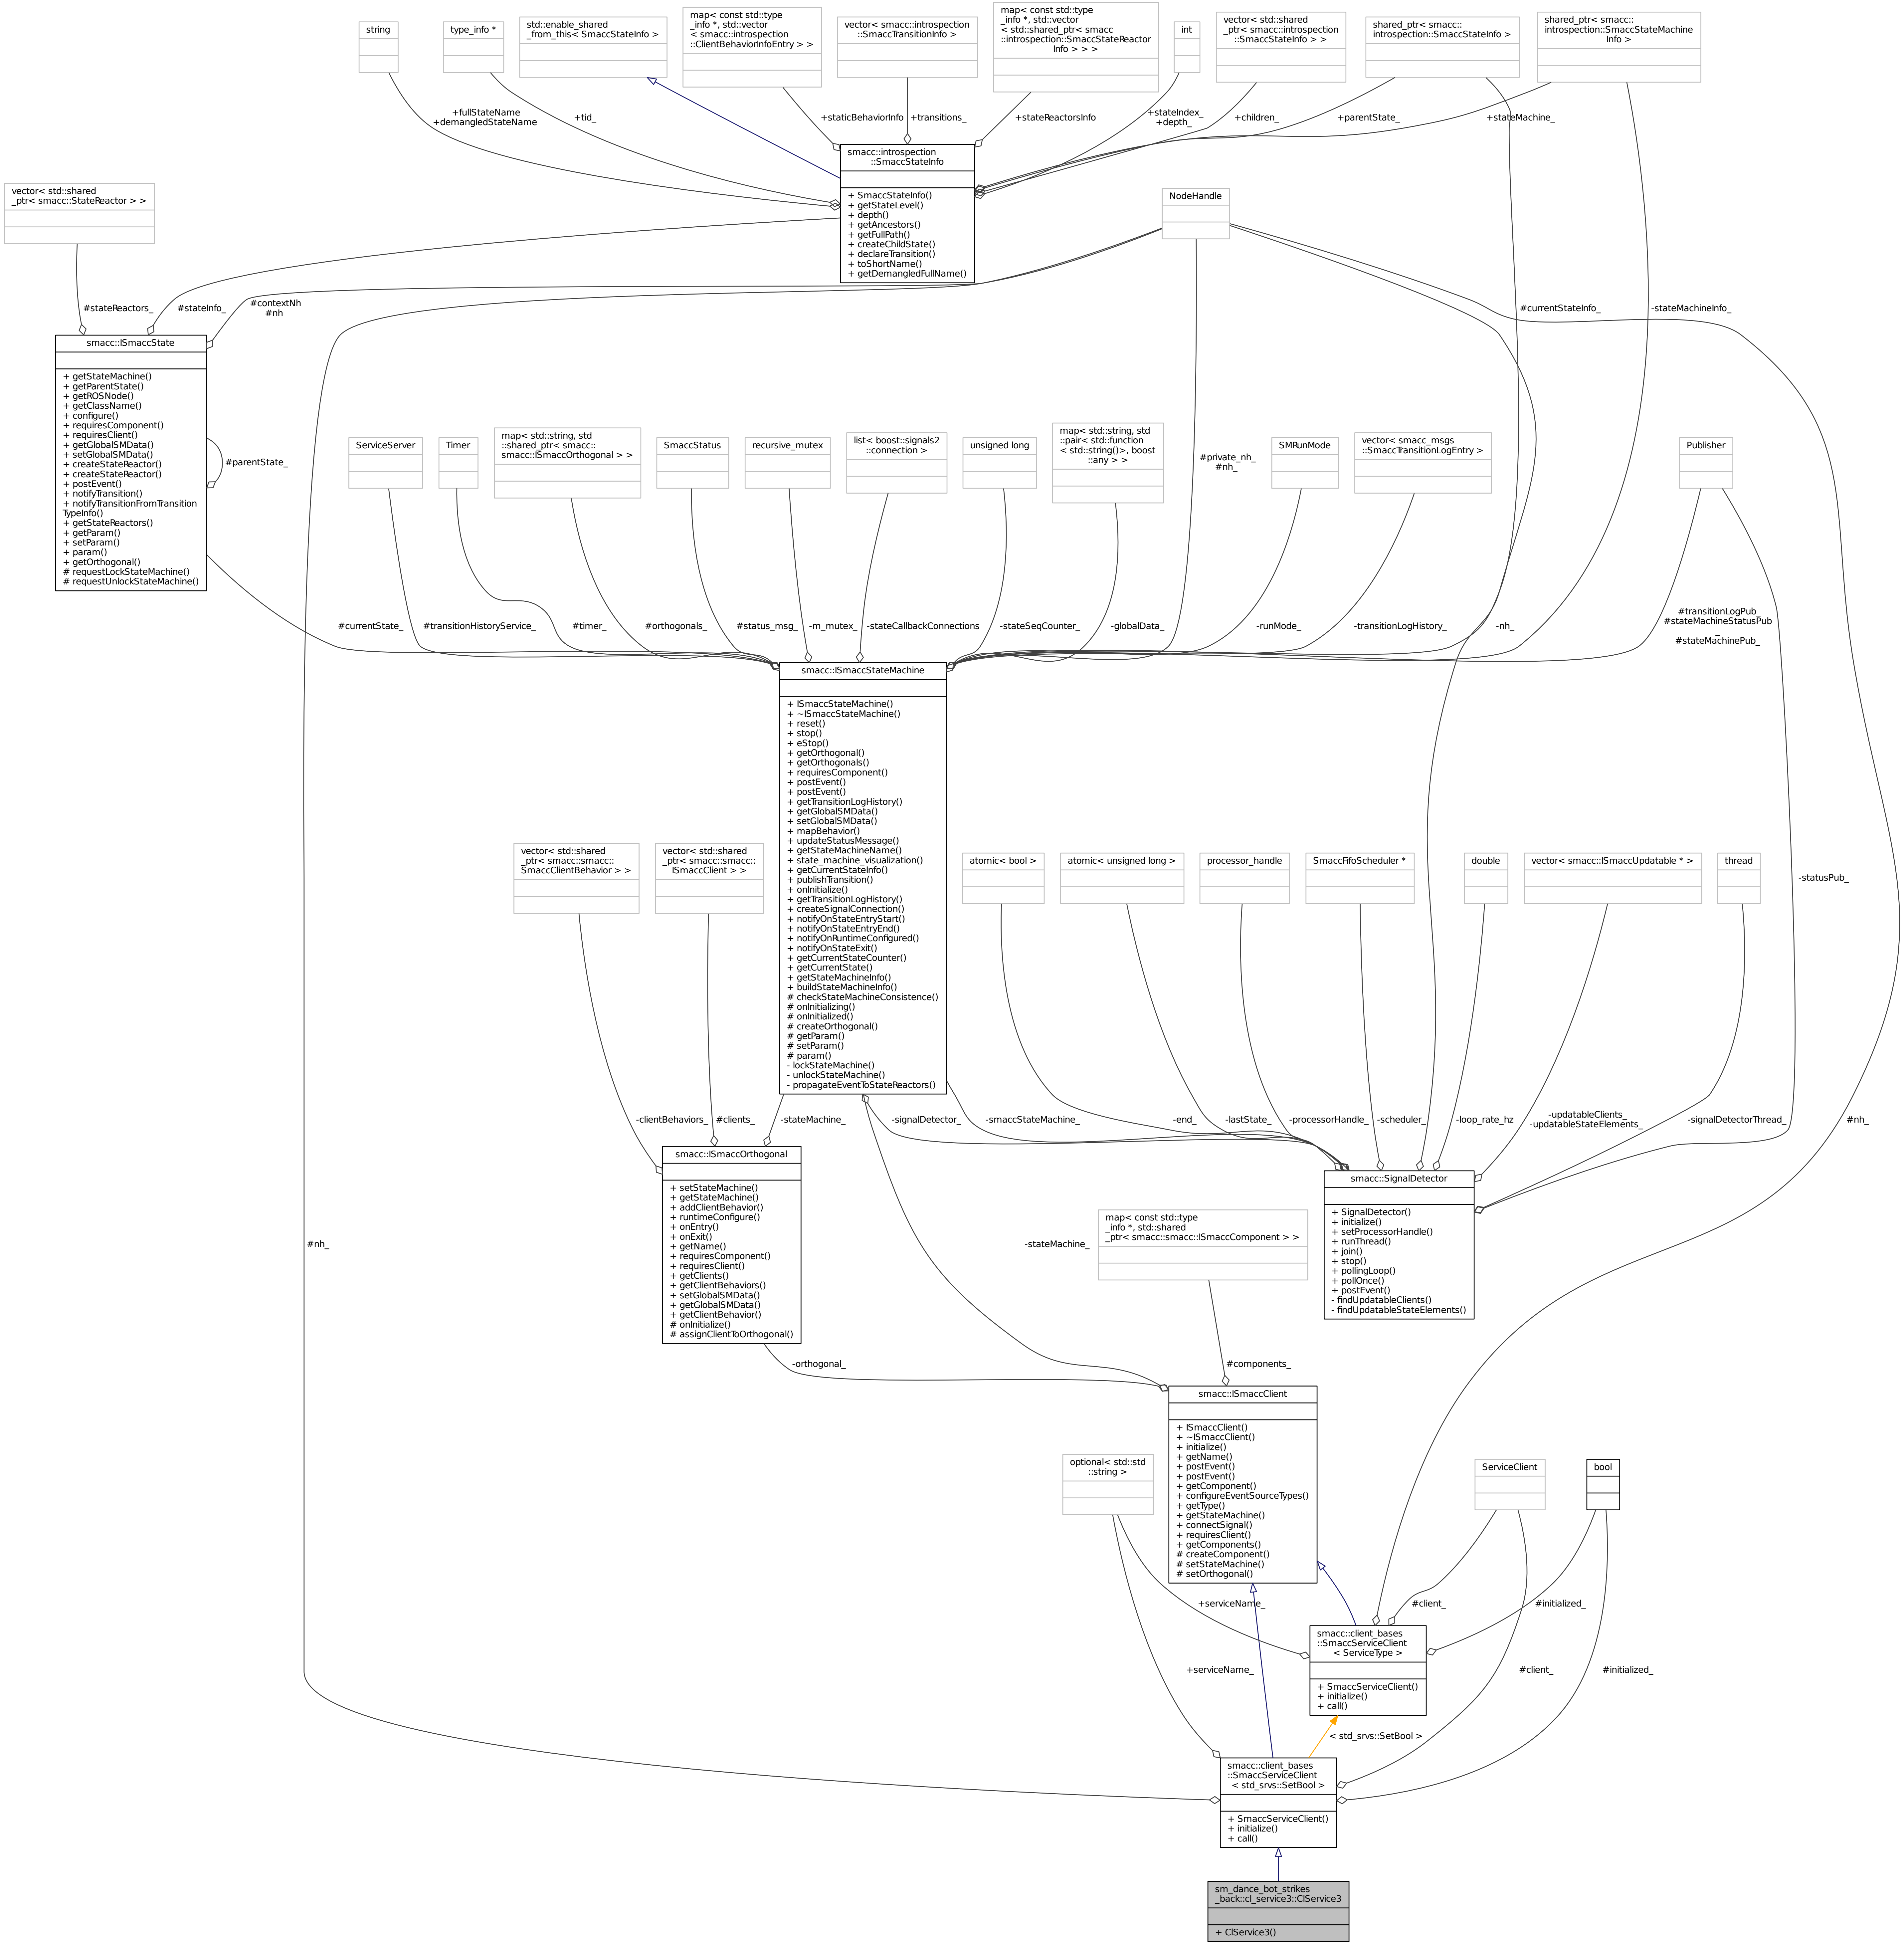 string
type_info *
std::enable_shared
_from_this< SmaccStateInfo >
map< const std::type
_info *, std::vector
< smacc::introspection
::ClientBehaviorInfoEntry > >
vector< smacc::introspection
::SmaccTransitionInfo >
map< const std::type
_info *, std::vector
< std::shared_ptr< smacc
::introspection::SmaccStateReactor
Info > > >
int
vector< std::shared
_ptr< smacc::introspection
::SmaccStateInfo > >
shared_ptr< smacc::
introspection::SmaccStateInfo >
shared_ptr< smacc::
introspection::SmaccStateMachine
Info >
+fullStateName
+demangledStateName
+tid_
+staticBehaviorInfo
+transitions_
+stateReactorsInfo
+stateIndex_
+depth_
+children_
+parentState_
+stateMachine_
smacc::introspection
::SmaccStateInfo
+ SmaccStateInfo()
+ getStateLevel()
+ depth()
+ getAncestors()
+ getFullPath()
+ createChildState()
+ declareTransition()
+ toShortName()
+ getDemangledFullName()
vector< std::shared
_ptr< smacc::StateReactor > >
NodeHandle
#stateReactors_
#stateInfo_
#contextNh
#nh
#currentStateInfo_
-stateMachineInfo_
smacc::ISmaccState
+ getStateMachine()
+ getParentState()
+ getROSNode()
+ getClassName()
+ configure()
+ requiresComponent()
+ requiresClient()
+ getGlobalSMData()
+ setGlobalSMData()
+ createStateReactor()
+ createStateReactor()
+ postEvent()
+ notifyTransition()
+ notifyTransitionFromTransition
TypeInfo()
+ getStateReactors()
+ getParam()
+ setParam()
+ param()
+ getOrthogonal()
# requestLockStateMachine()
# requestUnlockStateMachine()
#parentState_
ServiceServer
Timer
map< std::string, std
::shared_ptr< smacc::
smacc::ISmaccOrthogonal > >
SmaccStatus
recursive_mutex
list< boost::signals2
::connection >
unsigned long
map< std::string, std
::pair< std::function
< std::string()>, boost
::any > >
#private_nh_
#nh_
SMRunMode
vector< smacc_msgs
::SmaccTransitionLogEntry >
Publisher
#currentState_
#transitionHistoryService_
#timer_
#orthogonals_
#status_msg_
-m_mutex_
-stateCallbackConnections
-stateSeqCounter_
-globalData_
-runMode_
-transitionLogHistory_
-nh_
#transitionLogPub_
#stateMachineStatusPub
_
#stateMachinePub_
smacc::ISmaccStateMachine
+ ISmaccStateMachine()
+ ~ISmaccStateMachine()
+ reset()
+ stop()
+ eStop()
+ getOrthogonal()
+ getOrthogonals()
+ requiresComponent()
+ postEvent()
+ postEvent()
+ getTransitionLogHistory()
+ getGlobalSMData()
+ setGlobalSMData()
+ mapBehavior()
+ updateStatusMessage()
+ getStateMachineName()
+ state_machine_visualization()
+ getCurrentStateInfo()
+ publishTransition()
+ onInitialize()
+ getTransitionLogHistory()
+ createSignalConnection()
+ notifyOnStateEntryStart()
+ notifyOnStateEntryEnd()
+ notifyOnRuntimeConfigured()
+ notifyOnStateExit()
+ getCurrentStateCounter()
+ getCurrentState()
+ getStateMachineInfo()
+ buildStateMachineInfo()
# checkStateMachineConsistence()
# onInitializing()
# onInitialized()
# createOrthogonal()
# getParam()
# setParam()
# param()
- lockStateMachine()
- unlockStateMachine()
- propagateEventToStateReactors()
vector< std::shared
_ptr< smacc::smacc::
SmaccClientBehavior > >
vector< std::shared
_ptr< smacc::smacc::
ISmaccClient > >
atomic< bool >
atomic< unsigned long >
processor_handle
SmaccFifoScheduler *
double
vector< smacc::ISmaccUpdatable * >
thread
-statusPub_
-clientBehaviors_
#clients_
-stateMachine_
-signalDetector_
-smaccStateMachine_
-end_
-lastState_
-processorHandle_
-scheduler_
-loop_rate_hz
-updatableClients_
-updatableStateElements_
-signalDetectorThread_
#nh_
smacc::ISmaccOrthogonal
+ setStateMachine()
+ getStateMachine()
+ addClientBehavior()
+ runtimeConfigure()
+ onEntry()
+ onExit()
+ getName()
+ requiresComponent()
+ requiresClient()
+ getClients()
+ getClientBehaviors()
+ setGlobalSMData()
+ getGlobalSMData()
+ getClientBehavior()
# onInitialize()
# assignClientToOrthogonal()
smacc::SignalDetector
+ SignalDetector()
+ initialize()
+ setProcessorHandle()
+ runThread()
+ join()
+ stop()
+ pollingLoop()
+ pollOnce()
+ postEvent()
- findUpdatableClients()
- findUpdatableStateElements()
#nh_
-stateMachine_
map< const std::type
_info *, std::shared
_ptr< smacc::smacc::ISmaccComponent > >
-orthogonal_
#components_
smacc::ISmaccClient
+ ISmaccClient()
+ ~ISmaccClient()
+ initialize()
+ getName()
+ postEvent()
+ postEvent()
+ getComponent()
+ configureEventSourceTypes()
+ getType()
+ getStateMachine()
+ connectSignal()
+ requiresClient()
+ getComponents()
# createComponent()
# setStateMachine()
# setOrthogonal()
optional< std::std
::string >
ServiceClient
bool
+serviceName_
#client_
#initialized_
smacc::client_bases
::SmaccServiceClient
< ServiceType >
+ SmaccServiceClient()
+ initialize()
+ call()
+serviceName_
#client_
#initialized_
< std_srvs::SetBool >
smacc::client_bases
::SmaccServiceClient
< std_srvs::SetBool >
+ SmaccServiceClient()
+ initialize()
+ call()
sm_dance_bot_strikes
_back::cl_service3::ClService3
+ ClService3()